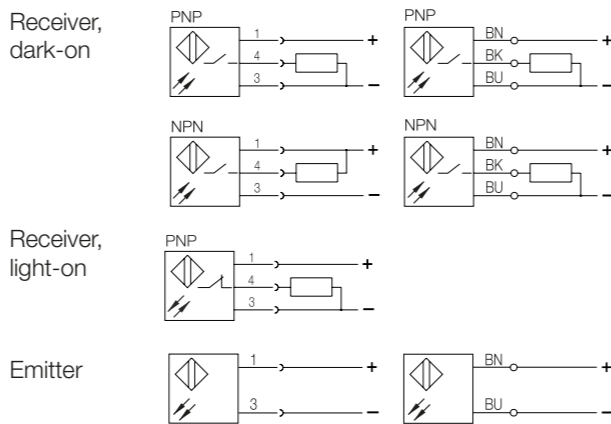 Receiver,
dark-on
PNP
1
+
4
3
−
PNP
BN
+
BK
BU
−
NPN
1
+
4
3
−
NPN
BN
+
BK
BU
−
Receiver,
light-on
PNP
1
+
4
3
−
Emitter
1
+
3
−
BN
+
BU
−